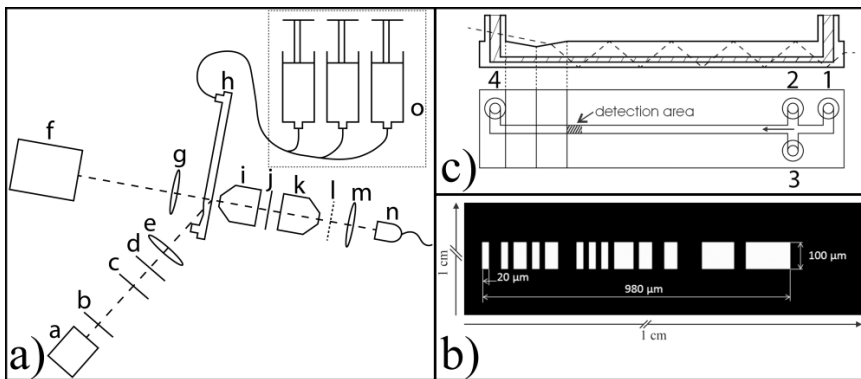 a)
f
g
h
i
j
k
l
m
n
o
e
d
c
b
a
c)
4
2
1
detection area
3
b)
20 µm
980 µm
100 µm
1 cm
1 cm